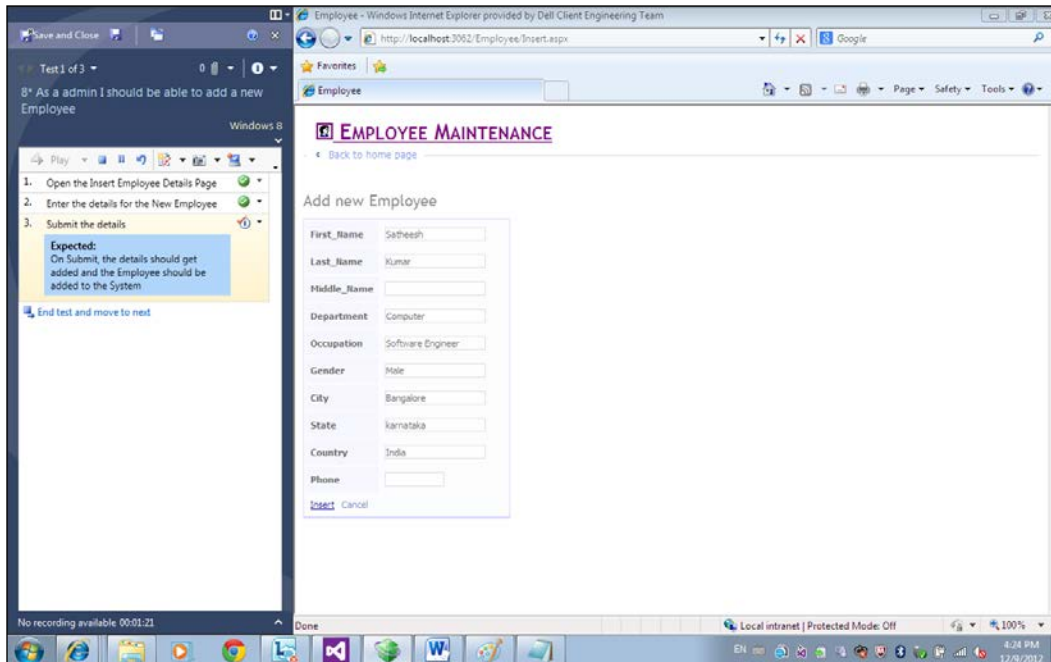 Save and Close
Test 1 of 3
0
0
8* As a admin I should be able to add a new
Employee
Windows 8
Play
1. Open the Insert Employee Details Page
2. Enter the details for the New Employee
3. Submit the details
Expected:
On Submit, the details should get
added and the Employee should be
added to the System
End test and move to next
No recording available 00:01:21
Employee - Windows Internet Explorer provided by Dell Client Engineering Team
http://localhost:3062/Employee/Insert.aspx
Google
Favorites
Employee
Page Safety Tools
EMPLOYEE MAINTENANCE
Back to home page
Add new Employee
First_Name Satheesh
Last_Name Kumar
Middle_Name
Department Computer
Occupation Software Engineer
Gender Male
City Bangalore
State karnataka
Country India
Phone
Insert Cancel
Done
Local intranet | Protected Mode: Off
100%
EN
4:24 PM
12/9/2012